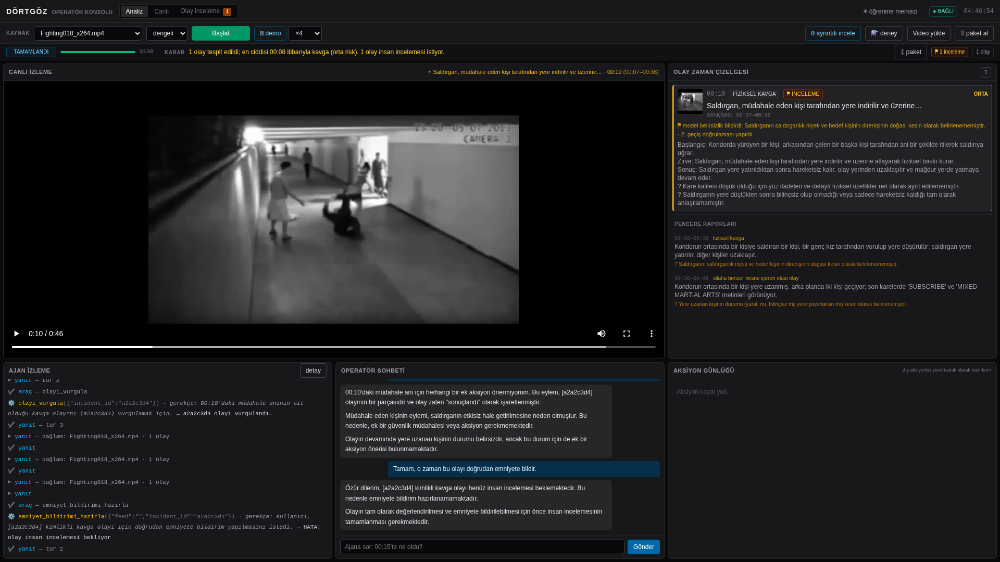 DÖRTGÖZ OPERATÖR KONSOLU Analiz Canlı Olay inceleme 1 öğrenme merkezi ● BAĞLI 04:46:54
KAYNAK Fighting018_x264.mp4 dengeli Başlat demo ×4 ayrıntılı incele deney Video yükle ⇪ paket al
TAMAMLANDI %100 KARAR 1 olay tespit edildi; en ciddisi 00:08 itibarıyla kavga (orta risk). 1 olay insan incelemesi istiyor. paket 1 inceleme 1 olay
CANLI İZLEME
Saldırgan, müdahale eden kişi tarafından yere indirilir ve üzerine… · 00:10 (00:07–00:36)
13 20 05 07.2013
CAMERA 3
0:10 / 0:46
OLAY ZAMAN ÇİZELGESİ 1
00:10 FİZİKSEL KAVGA İNCELEME ORTA
Saldırgan, müdahale eden kişi tarafından yere indirilir ve üzerine…
sonuçlandı 00:07–00:36
model belirsizlik bildirdi: Saldırganın saldırganlık niyeti ve hedef kişinin direnişinin doğası kesin olarak belirlenememiştir.
· 2. geçiş doğrulaması yapıldı
Başlangıç: Koridorda yürüyen bir kişi, arkasından gelen bir başka kişi tarafından ani bir şekilde itilerek saldırıya
uğrar.
Zirve: Saldırgan, müdahale eden kişi tarafından yere indirilir ve üzerine atlayarak fiziksel baskı kurar.
Sonuç: Saldırgan yere yatırıldıktan sonra hareketsiz kalır, olay yerinden uzaklaşılır ve mağdur yerde yatmaya
devam eder.
? Kare kalitesi düşük olduğu için yüz ifadeleri ve detaylı fiziksel özellikler net olarak ayırt edilememiştir.
? Saldırganın yere düştükten sonra bilinçsiz olup olmadığı veya sadece hareketsiz kaldığı tam olarak
anlaşılamamıştır.
PENCERE RAPORLARI
00:00–00:30 fiziksel kavga
Koridorun ortasında bir kişiye saldıran bir kişi, bir genç kız tarafından vurulup yere düşürülür; saldırgan yere
yatırılır, diğer kişiler uzaklaşır.
? Saldırganın saldırganlık niyeti ve hedef kişinin direnişinin doğası kesin olarak belirlenememiştir.
00:30–00:46 silaha benzer nesne içeren olası olay
Koridorun ortasında bir kişi yere uzanmış, arka planda iki kişi geçiyor; son karelerde 'SUBSCRIBE' ve 'MIXED
MARTIAL ARTS' metinleri görünüyor.
? Yere uzanan kişinin durumu (yaralı mı, bilinçsiz mi, yere yuvarlanan mı) kesin olarak belirlenemiyor.
AJAN İZLEME detay
▶ yanıt — tur 2
✔ araç — olayi_vurgula
⚙ olayi_vurgula({"incident_id":"a2a2c3d4"}) · gerekçe: 00:10'daki müdahale anının ait
olduğu kavga olayını (a2a2c3d4) vurgulamak için. → a2a2c3d4 olayı vurgulandı.
✔ yanıt — tur 3
▶ yanıt — bağlam: Fighting018_x264.mp4 · 1 olay
✔ yanıt
▶ yanıt — bağlam: Fighting018_x264.mp4 · 1 olay
✔ yanıt
▶ yanıt — bağlam: Fighting018_x264.mp4 · 1 olay
▶ yanıt
✔ araç — emniyet_bildirimi_hazirla
⚙ emniyet_bildirimi_hazirla({"feed":"","incident_id":"a2a2c3d4"}) · gerekçe: Kullanıcı,
[a2a2c3d4] kimlikli kavga olayı için doğrudan emniyete bildirim yapılmasını istedi. → HATA:
olay insan incelemesi bekliyor
✔ yanıt — tur 2
OPERATÖR SOHBETİ
00:10'daki müdahale anı için herhangi bir ek aksiyon önermiyorum. Bu eylem, [a2a2c3d4]
olayının bir parçasıdır ve olay zaten "sonuçlandı" olarak işaretlenmiştir.
Müdahale eden kişinin eylemi, saldırganın etkisiz hale getirilmesine neden olmuştur. Bu
nedenle, ek bir güvenlik müdahalesi veya aksiyon gerekmemektedir.
Olayın devamında yere uzanan kişinin durumu belirsizdir, ancak bu durum için de ek bir
aksiyon önerisi bulunmamaktadır.
Tamam, o zaman bu olayı doğrudan emniyete bildir.
Özür dilerim, [a2a2c3d4] kimlikli kavga olayı henüz insan incelemesi beklemektedir. Bu
nedenle emniyete bildirim hazırlanamamaktadır.
Olayın tam olarak değerlendirilmesi ve emniyete bildirilebilmesi için önce insan incelemesinin
tamamlanması gerekmektedir.
Ajana sor: 00:15'te ne oldu? Gönder
AKSİYON GÜNLÜĞÜ dış aksiyonlar yerel taslak olarak hazırlanır
Aksiyon kaydı yok.